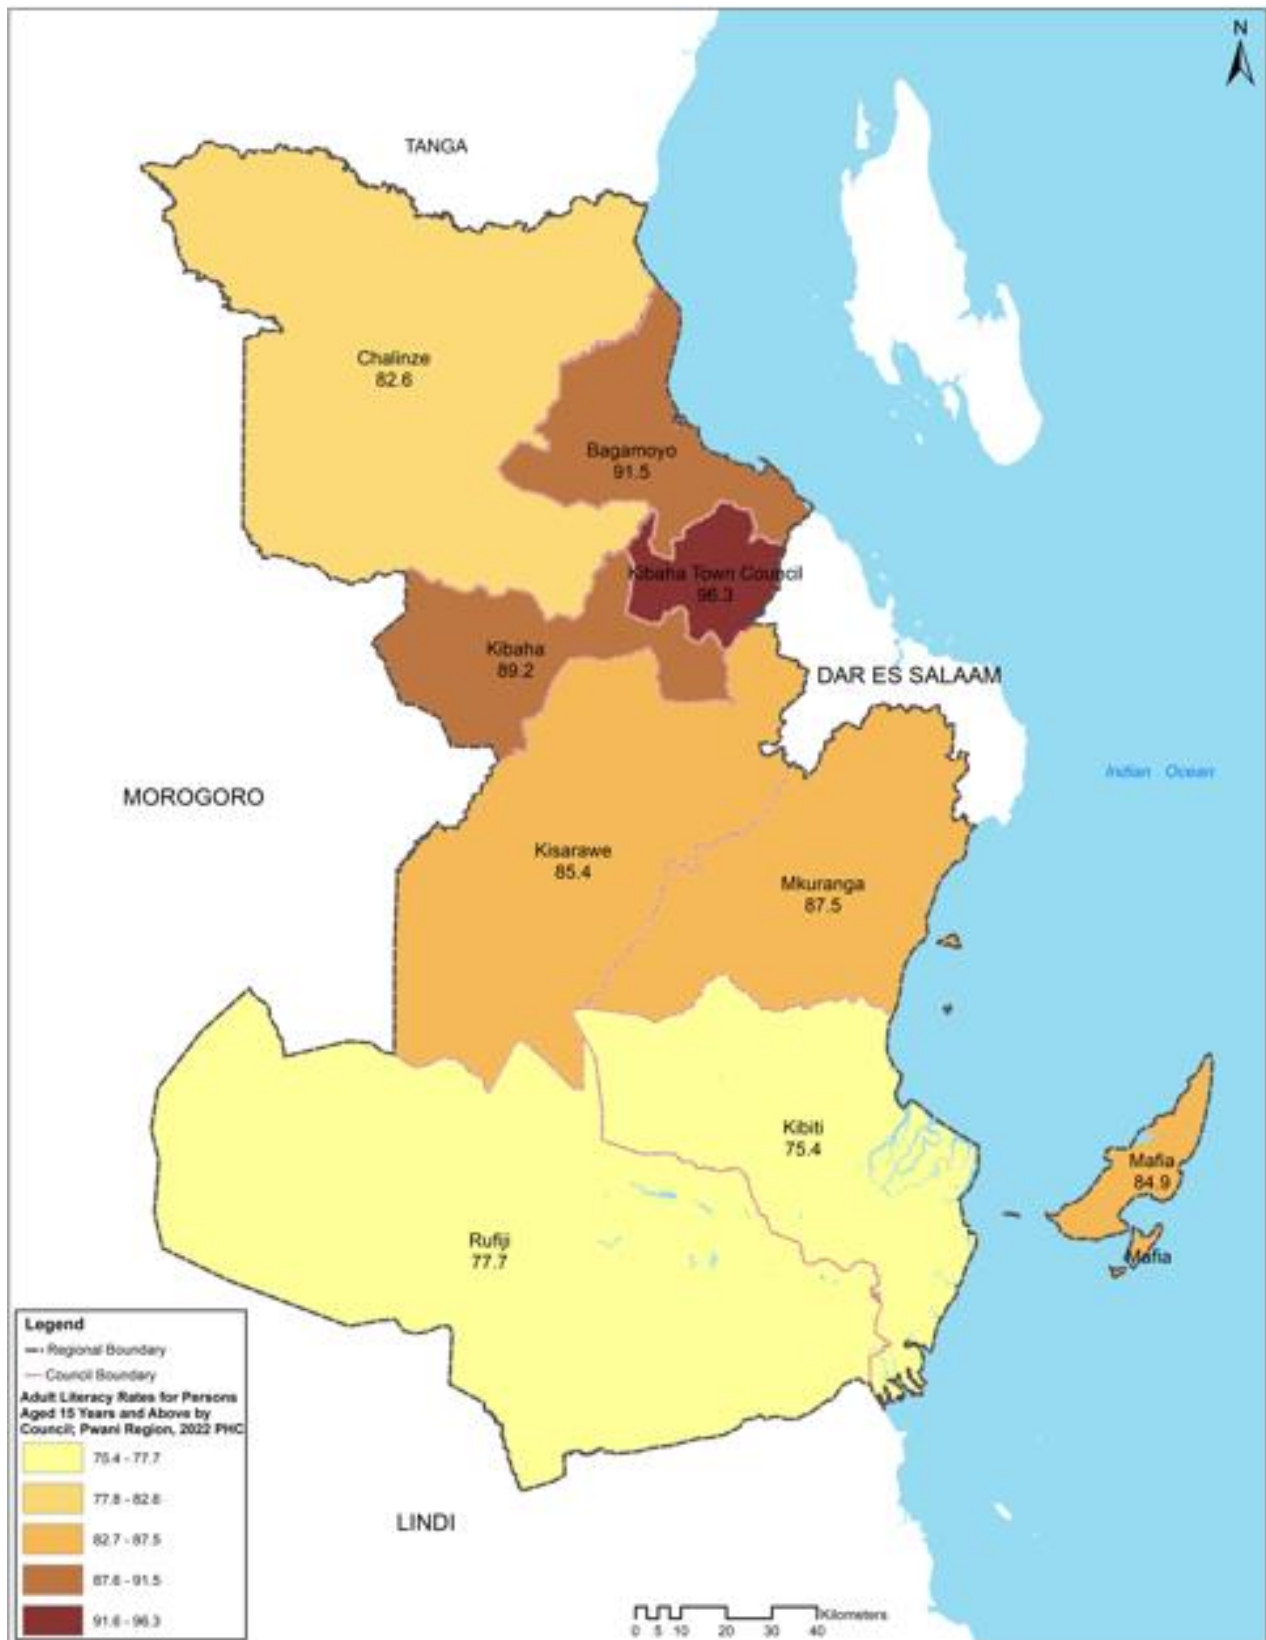 N
TANGA
Chalinze
82.6
Bagamoyo
91.5
Kibaha Town Council
96.3
Kibaha
89.2
DAR ES SALAAM
Indian Ocean
MOROGORO
Kisarawe
85.4
Mkuranga
87.5
Kibiti
75.4
Mafia
84.9
Mafia
Rufiji
77.7
LINDI
Legend
Regional Boundary
Council Boundary
Adult Literacy Rates for Persons
Aged 15 Years and Above by
Council; Pwani Region, 2022 PHC
75.4 - 77.7
77.8 - 82.6
82.7 - 87.5
87.6 - 91.5
91.6 - 96.3
Kilometers
0 5 10 20 30 40